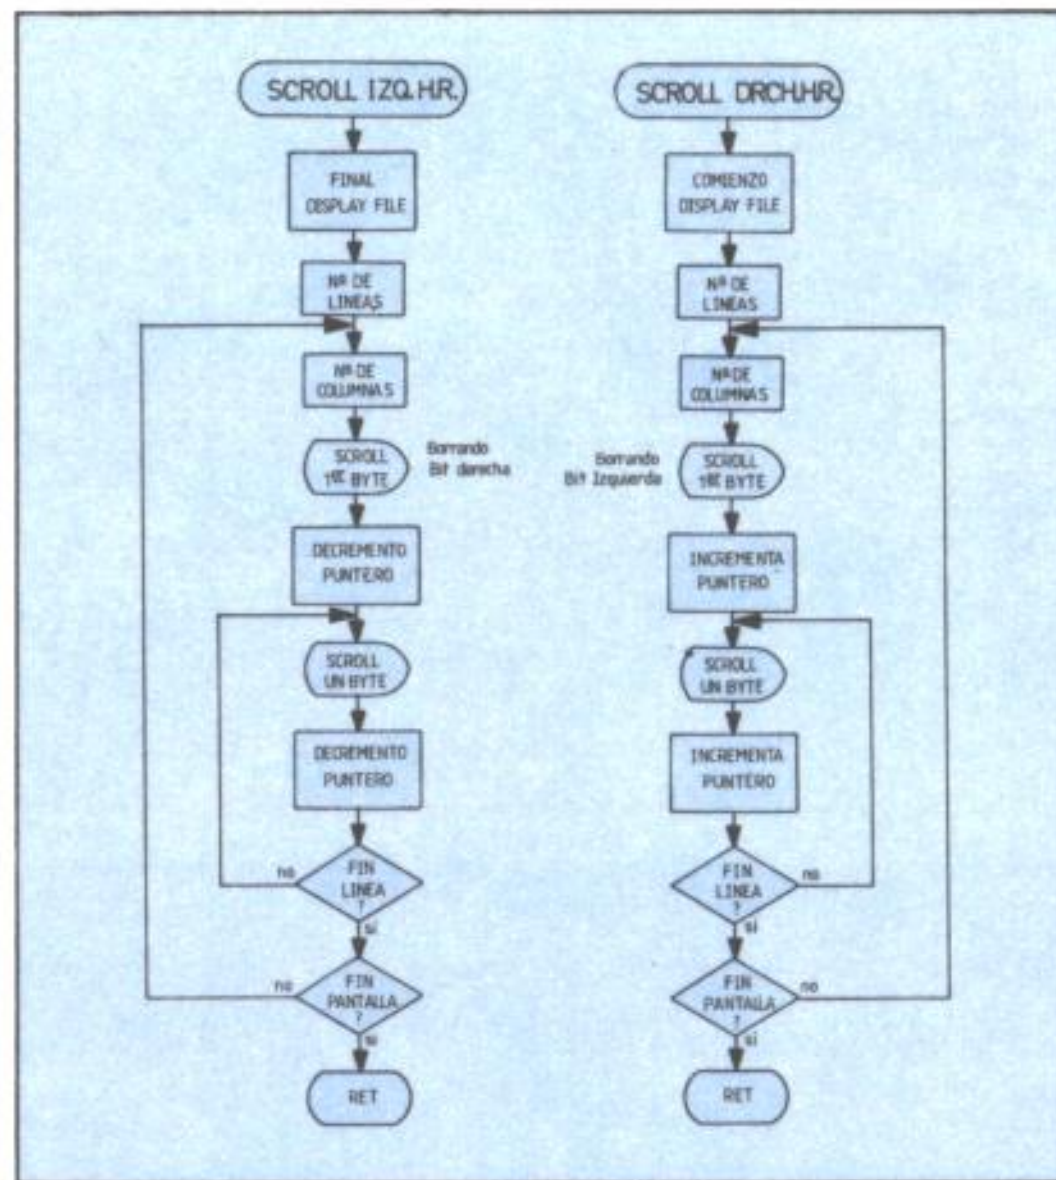 SCROLL IZQ.H.R.
FINAL
DISPLAY FILE
Nº DE
LINEAS
Nº DE
COLUMNAS
SCROLL
1er BYTE
Borrando
Bit derecha
DECREMENTO
PUNTERO
SCROLL
UN BYTE
DECREMENTO
PUNTERO
FIN
LINEA
?
no
si
FIN
PANTALLA
?
no
si
RET
SCROLL DRCH.H.R.
COMIENZO
DISPLAY FILE
Nº DE
LINEAS
Nº DE
COLUMNAS
Borrando
Bit Izquierda
SCROLL
1er BYTE
INCREMENTA
PUNTERO
SCROLL
UN BYTE
INCREMENTA
PUNTERO
FIN
LINEA
?
no
si
FIN
PANTALLA
?
no
si
RET